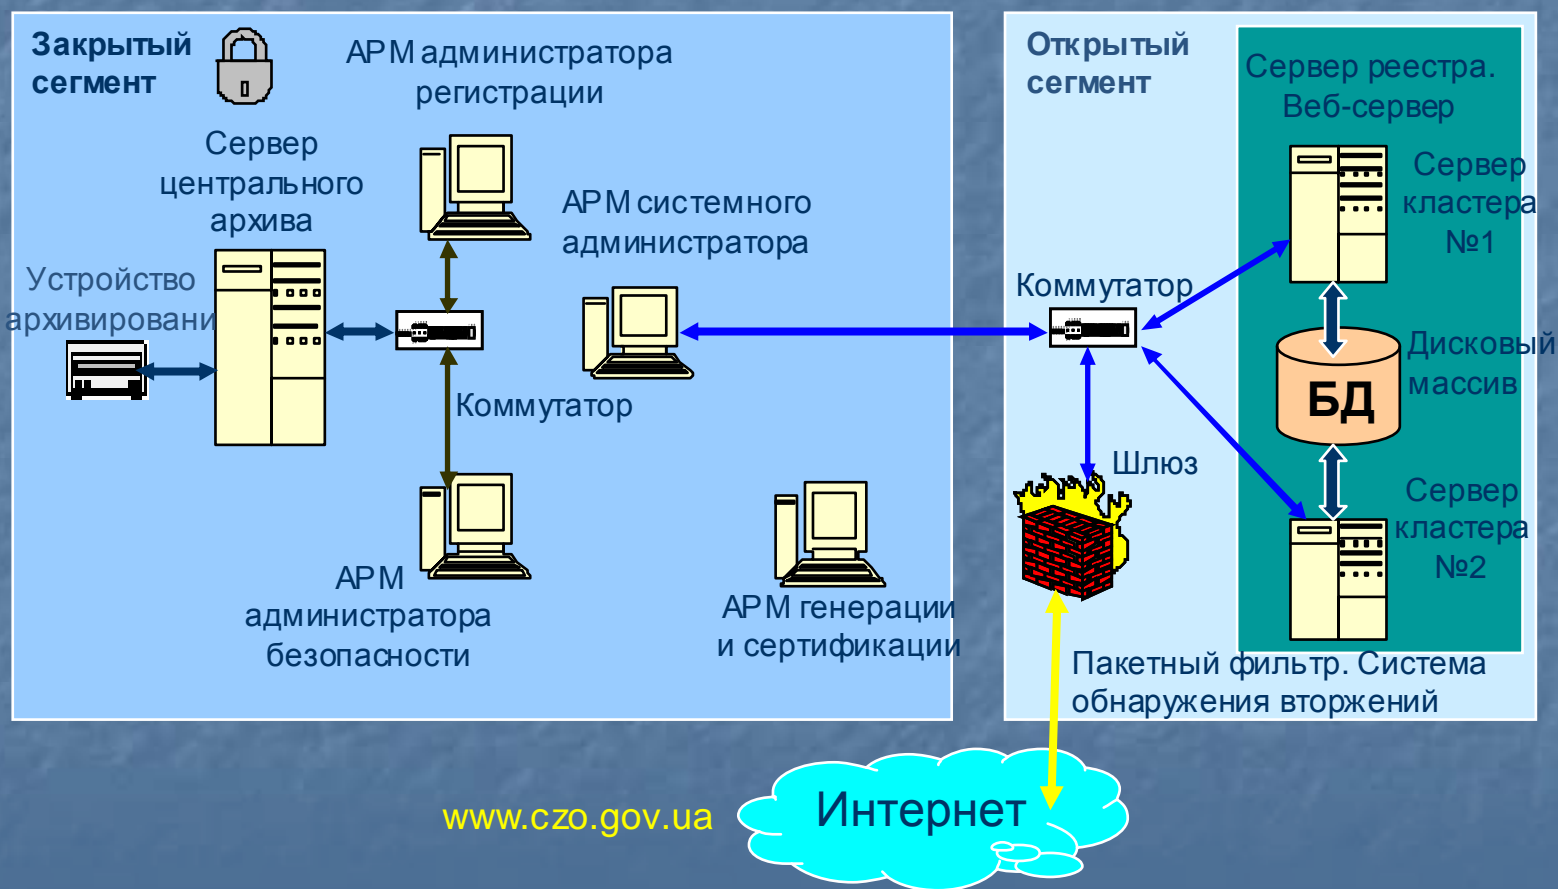 Закрытый
сегмент
АРМ администратора
регистрации
Сервер
центрального
архива
АРМ системного
администратора
Устройство
архивировани
Коммутатор
АРМ
администратора
безопасности
АРМ генерации
и сертификации
Открытый
сегмент
Сервер реестра.
Веб-сервер
Сервер
кластера
№1
Коммутатор
Дисковый
массив
БД
Шлюз
Сервер
кластера
№2
Пакетный фильтр. Система
обнаружения вторжений
www.czo.gov.ua
Интернет